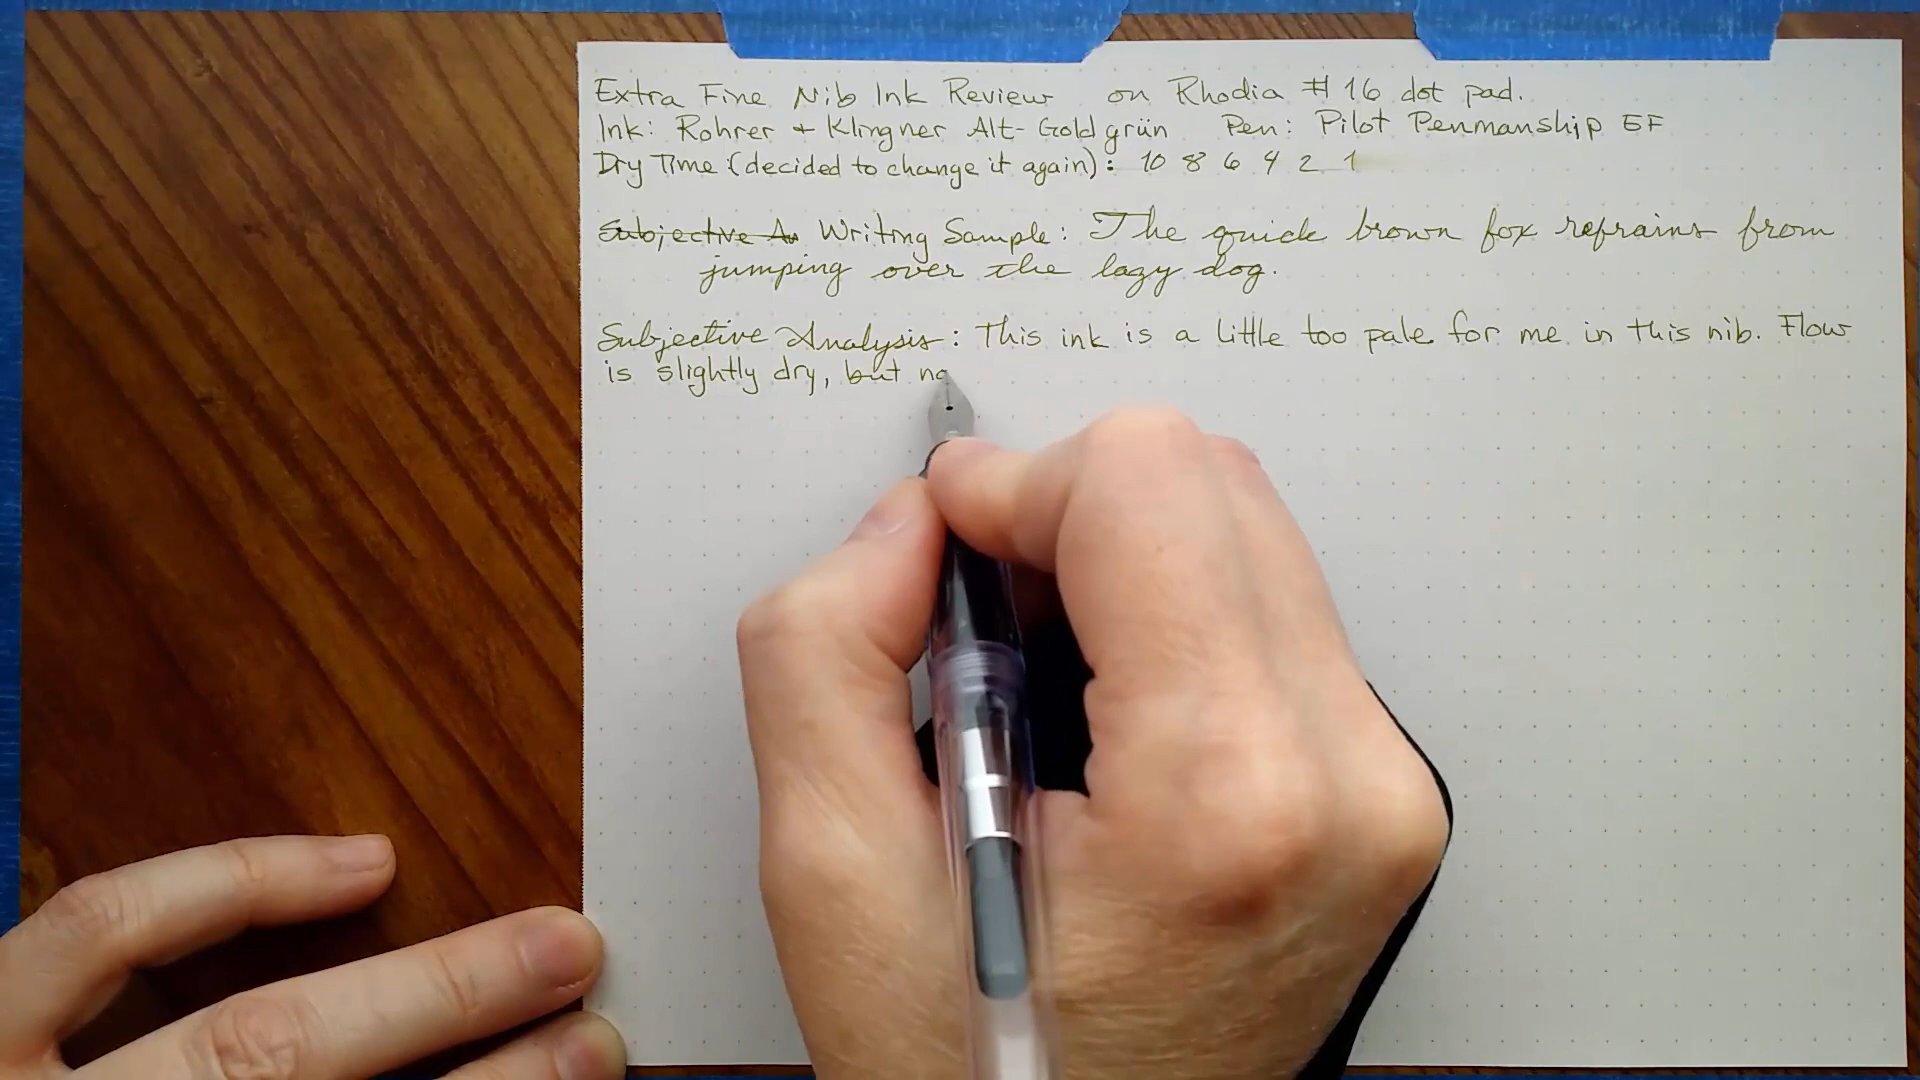 Extra Fine Nib Ink Review on Rhodia #16 dot pad.
Ink: Rohrer + Klingner Alt-Goldgrün Pen: Pilot Penmanship EF
Dry Time (decided to change it again): 10 8 6 4 2 1
Subjective An Writing Sample: The quick brown fox refrains from
jumping over the lazy dog.
Subjective Analysis: This ink is a little too pale for me in this nib. Flow
is slightly dry, but no